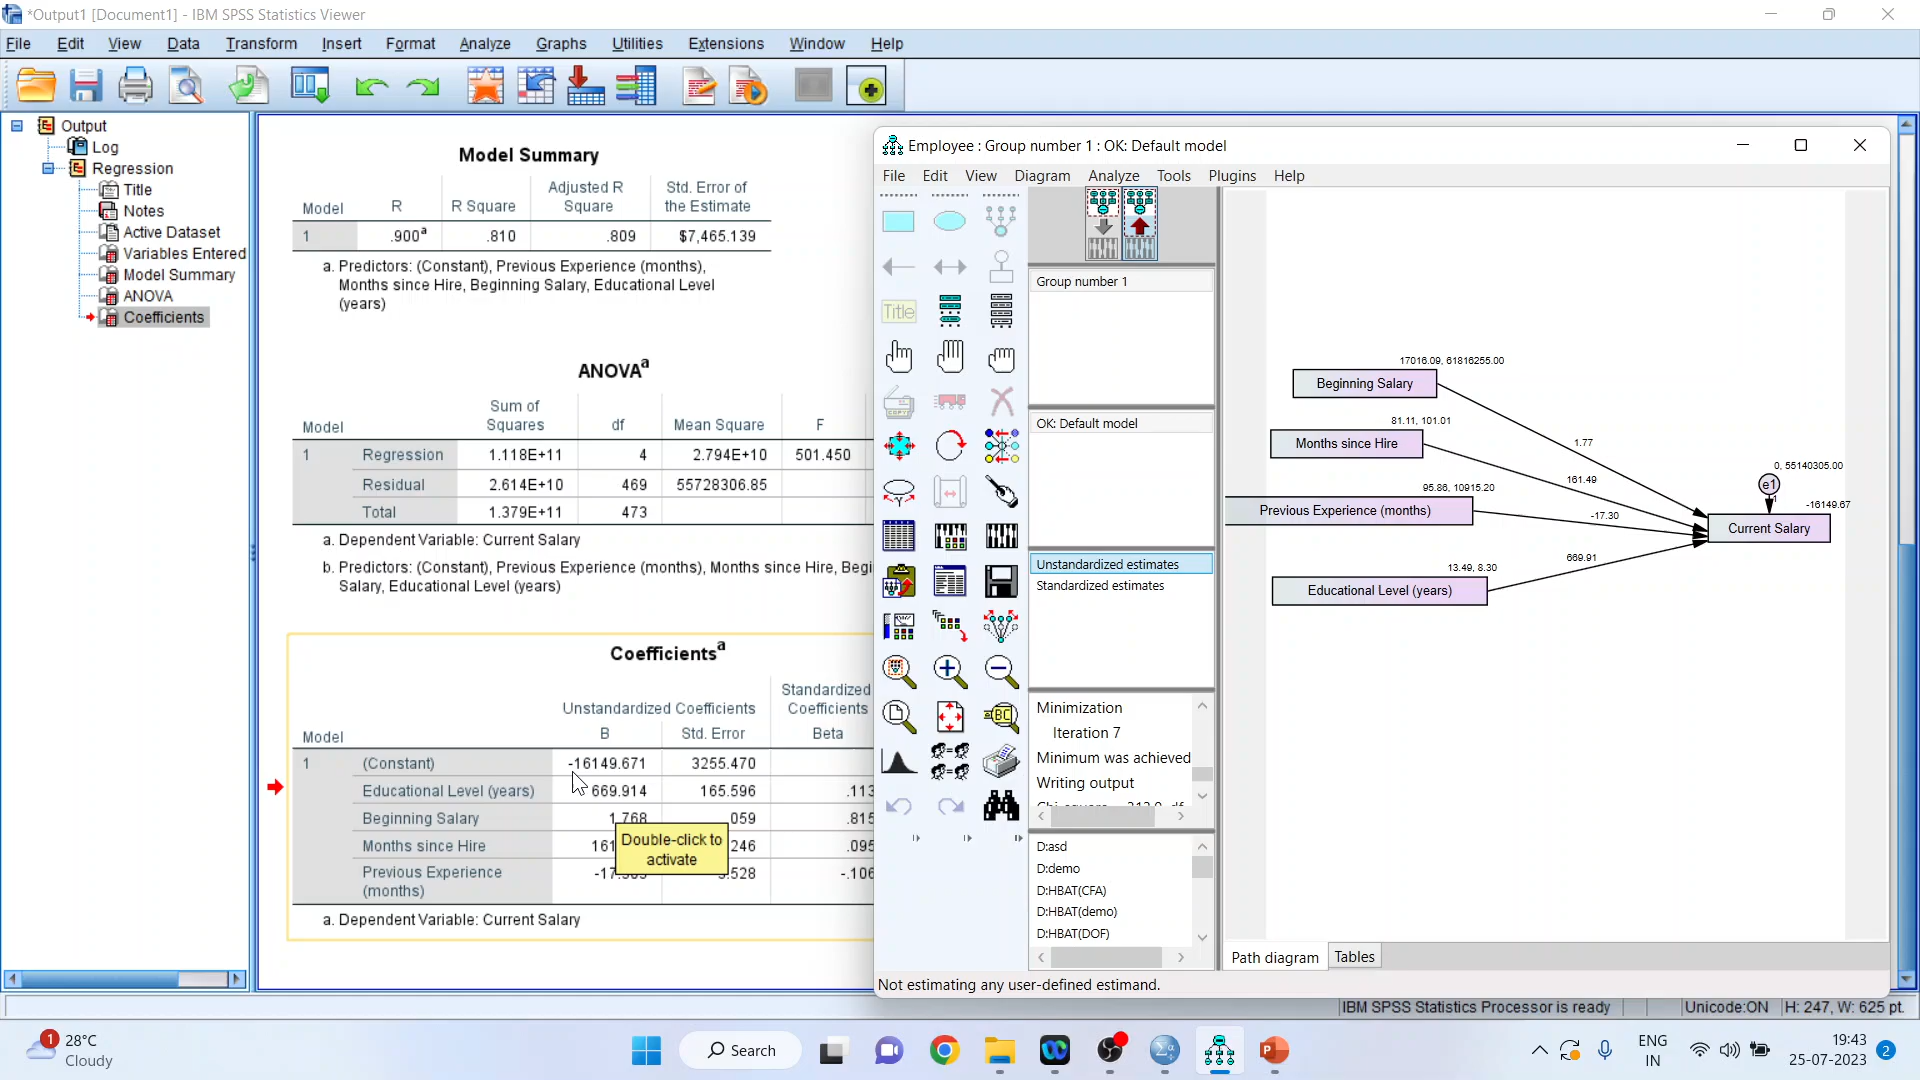 *Output1 [Document1] - IBM SPSS Statistics Viewer
File Edit View Data Transform Insert Format Analyze Graphs Utilities Extensions Window Help
Output
Log
Regression
Title
Notes
Active Dataset
Variables Entered
Model Summary
ANOVA
Coefficients
Model Summary
Model R R Square Adjusted R Square Std. Error of the Estimate
1 .900a .810 .809 $7,465.139
a. Predictors: (Constant), Previous Experience (months),
Months since Hire, Beginning Salary, Educational Level
(years)
ANOVAa
Model Sum of Squares df Mean Square F
1 Regression 1.118E+11 4 2.794E+10 501.450
Residual 2.614E+10 469 55728306.85
Total 1.379E+11 473
a. Dependent Variable: Current Salary
b. Predictors: (Constant), Previous Experience (months), Months since Hire, Begi
Salary, Educational Level (years)
Coefficientsa
Unstandardized Coefficients Standardized Coefficients
Model B Std. Error Beta
1 (Constant) -16149.671 3255.470
Educational Level (years) 669.914 165.596 .113
Beginning Salary 1.768 .059 .815
Months since Hire 161 246 .095
Previous Experience (months) -17 .528 -.106
a. Dependent Variable: Current Salary
Double-click to
activate
Employee : Group number 1 : OK: Default model
File Edit View Diagram Analyze Tools Plugins Help
Title
COPY
BC
Group number 1
OK: Default model
Unstandardized estimates
Standardized estimates
Minimization
Iteration 7
Minimum was achieved
Writing output
D:asd
D:demo
D:HBAT(CFA)
D:HBAT(demo)
D:HBAT(DOF)
17016.09, 61816255.00
Beginning Salary
81.11, 101.01
Months since Hire
95.86, 10915.20
Previous Experience (months)
13.49, 8.30
Educational Level (years)
1.77
161.49
-17.30
669.91
0, 55140305.00
e1
1
-16149.67
Current Salary
Path diagram Tables
Not estimating any user-defined estimand.
IBM SPSS Statistics Processor is ready Unicode:ON H: 247, W: 625 pt.
1
28°C
Cloudy
Search
ENG
IN
19:43
25-07-2023
2